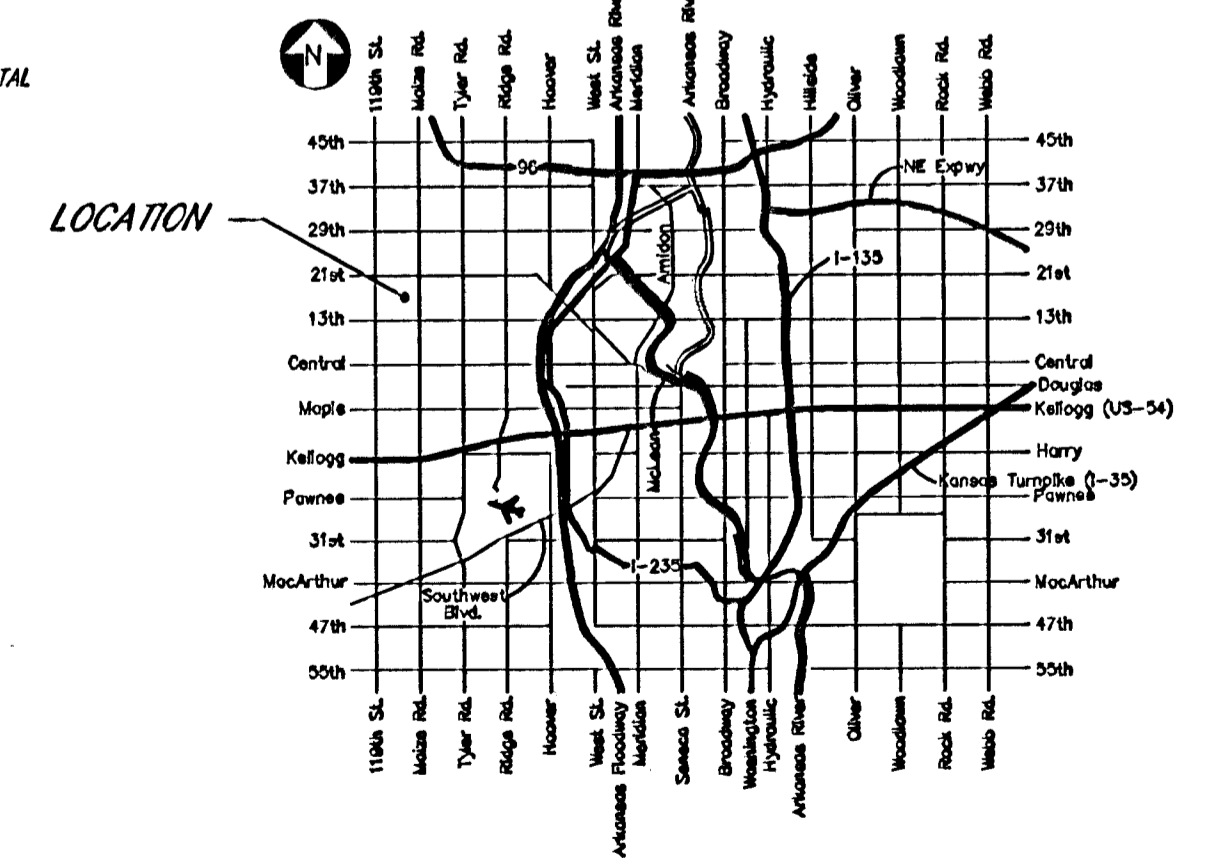 TAL
N
119th St.
Maize Rd.
Tyler Rd.
Ridge Rd.
Hoover
West St.
Arkansas Rive
Meridian
Arkansas Riv
Broadway
Hydraulic
Hillside
Oliver
Woodlawn
Rock Rd.
Webb Rd.
45th
45th
96
NE Expwy
37th
37th
LOCATION
29th
29th
Amidon
I-135
21st
21st
13th
13th
Central
Central
Douglas
Maple
Kellogg (US-54)
McLean
Kellogg
Harry
Kansas Turnpike (I-35)
Pawnee
Pawnee
31st
31st
I-235
MacArthur
MacArthur
Southwest
Blvd.
47th
47th
55th
55th
119th St.
Maize Rd.
Tyler Rd.
Ridge Rd.
Hoover
West St.
Arkansas Floodway
Meridian
Seneca St.
Broadway
Washington
Hydraulic
Arkansas River
Oliver
Woodlawn
Rock Rd.
Webb Rd.